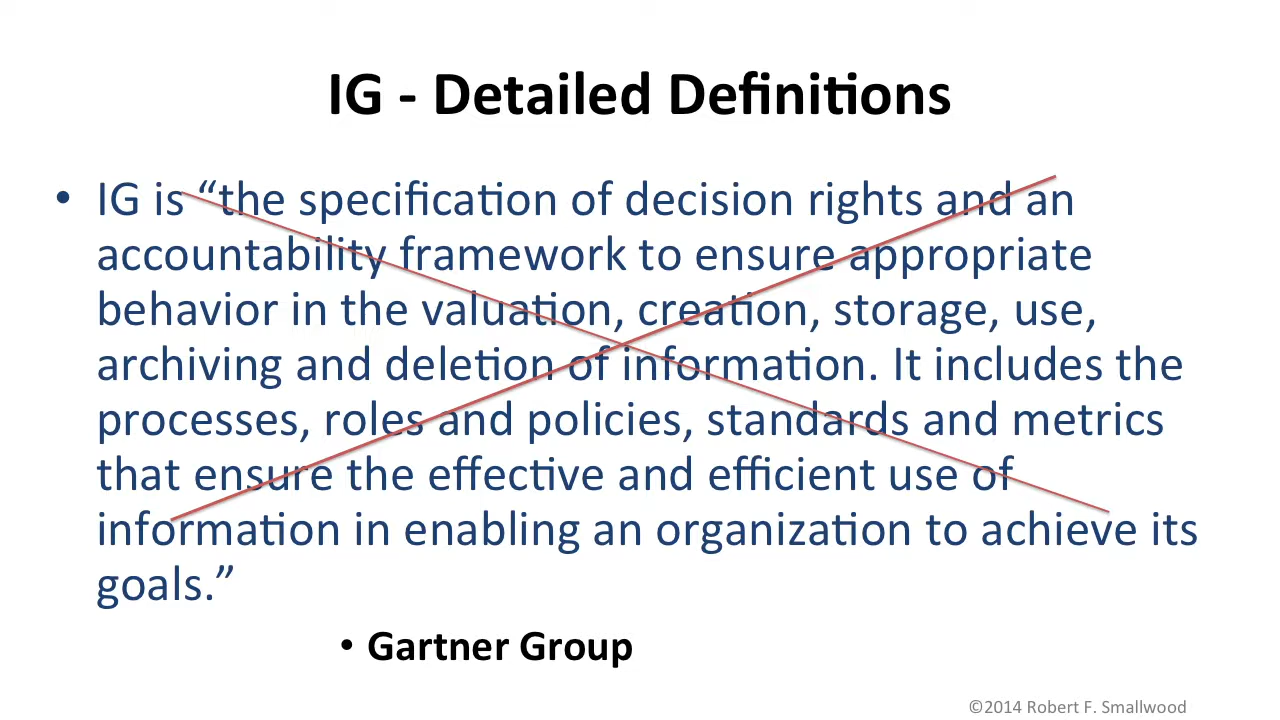 IG - Detailed Definitions
• IG is “the specification of decision rights and an
accountability framework to ensure appropriate
behavior in the valuation, creation, storage, use,
archiving and deletion of information. It includes the
processes, roles and policies, standards and metrics
that ensure the effective and efficient use of
information in enabling an organization to achieve its
goals.”
• Gartner Group
©2014 Robert F. Smallwood